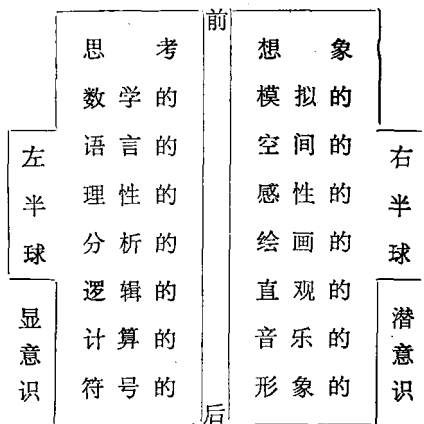 前
思考
想象
数学的
模拟的
语言的
空间的
理性的
感性的
分析的
绘画的
逻辑的
直观的
计算的
音乐的
符号的
形象的
左半球
右半球
显意识
潜意识
后